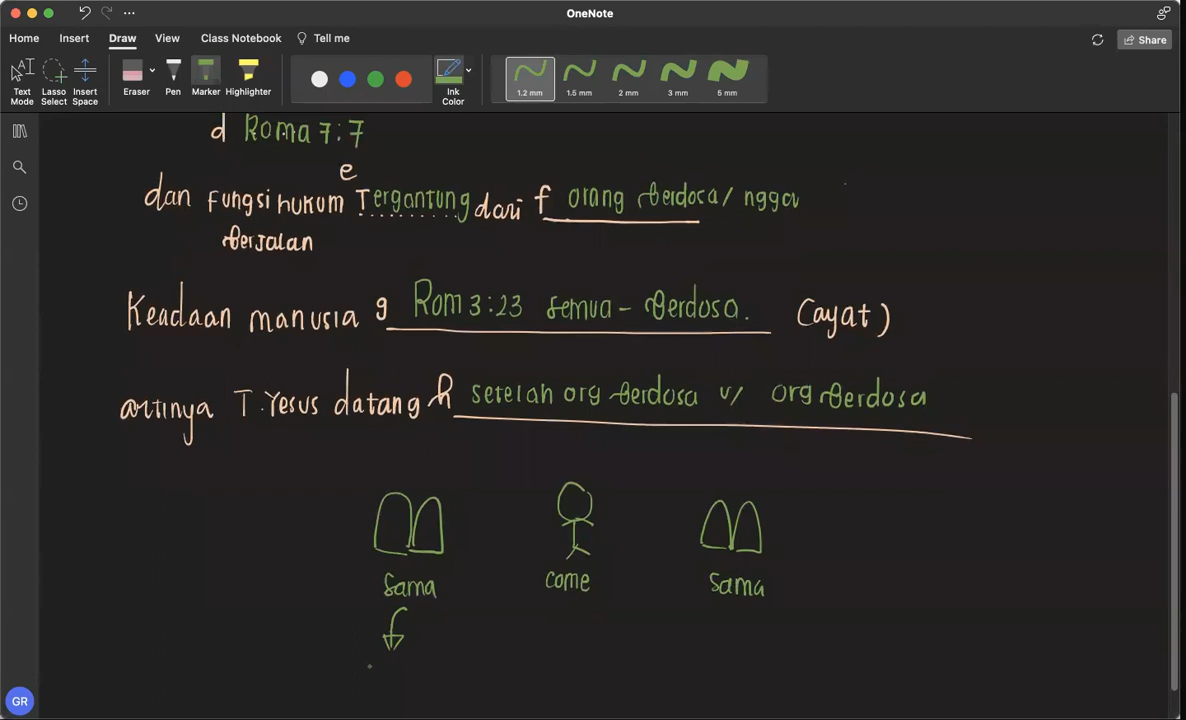 OneNote
Home Insert Draw View Class Notebook Tell me Share
Text Mode Lasso Select Insert Space Eraser Pen Marker Highlighter Ink Color 1.2 mm 1.5 mm 2 mm 3 mm 5 mm
d Roma 7:7
e
dan Fungsi hukum Tergantung dari f orang berdosa/ nggau
berjalan
Keadaan manusia g Rom 3:23 semua - Berdosa. (ayat)
artinya T. Yesus datang h setelah org berdosa u/ org berdosa
Sama come Sama
GR